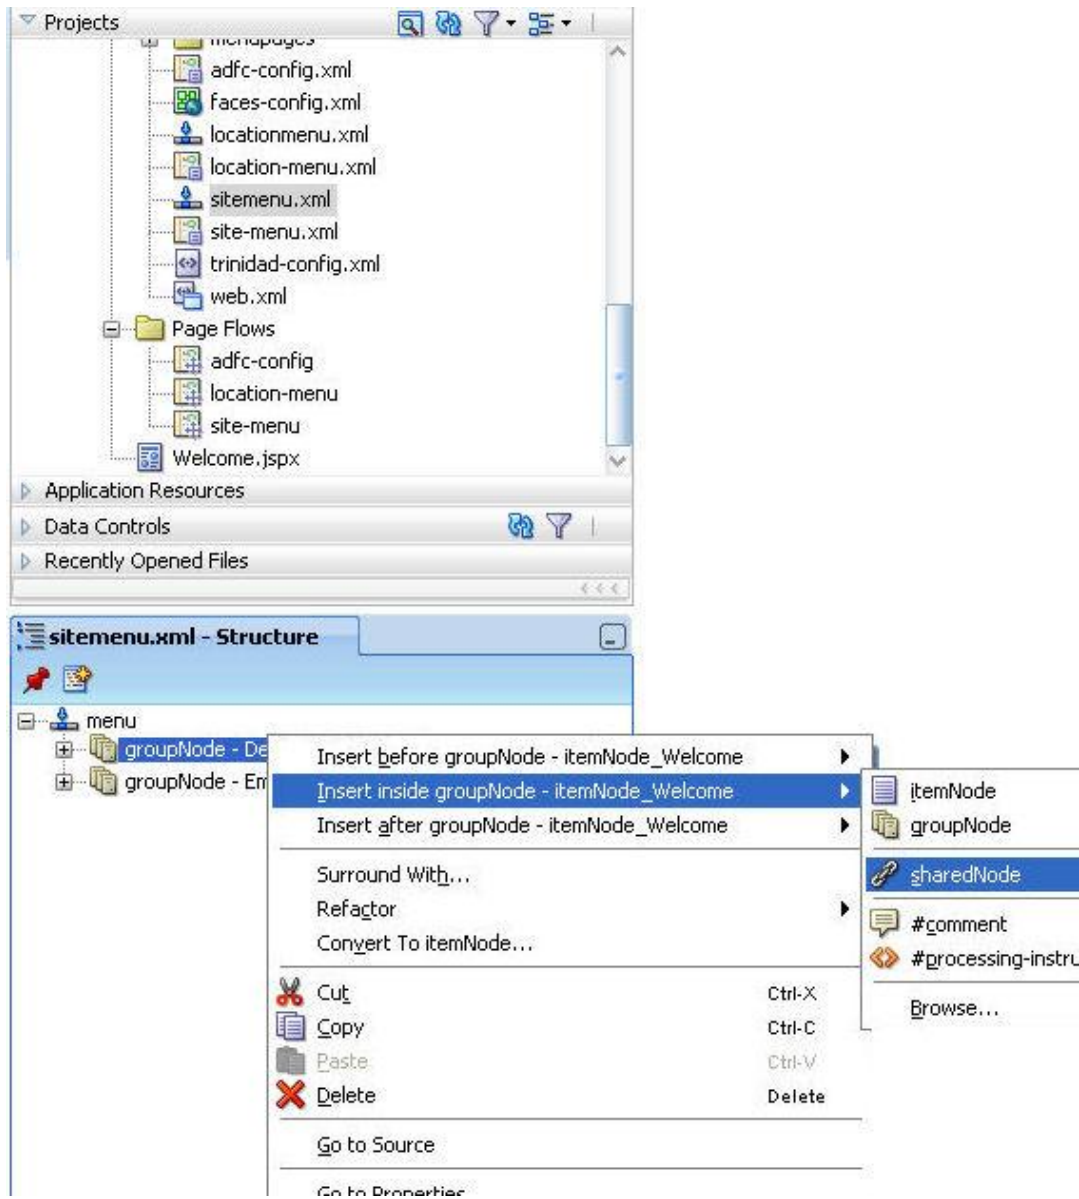 Projects
menupages
adfc-config.xml
faces-config.xml
locationmenu.xml
location-menu.xml
sitemenu.xml
site-menu.xml
trinidad-config.xml
web.xml
Page Flows
adfc-config
location-menu
site-menu
Welcome.jspx
Application Resources
Data Controls
Recently Opened Files
sitemenu.xml - Structure
menu
groupNode - De
groupNode - Em
Insert before groupNode - itemNode_Welcome
Insert inside groupNode - itemNode_Welcome
Insert after groupNode - itemNode_Welcome
Surround With...
Refactor
Convert To itemNode...
Cut Ctrl-X
Copy Ctrl-C
Paste Ctrl-V
Delete Delete
Go to Source
Go to Properties
itemNode
groupNode
sharedNode
#comment
#processing-instru
Browse...